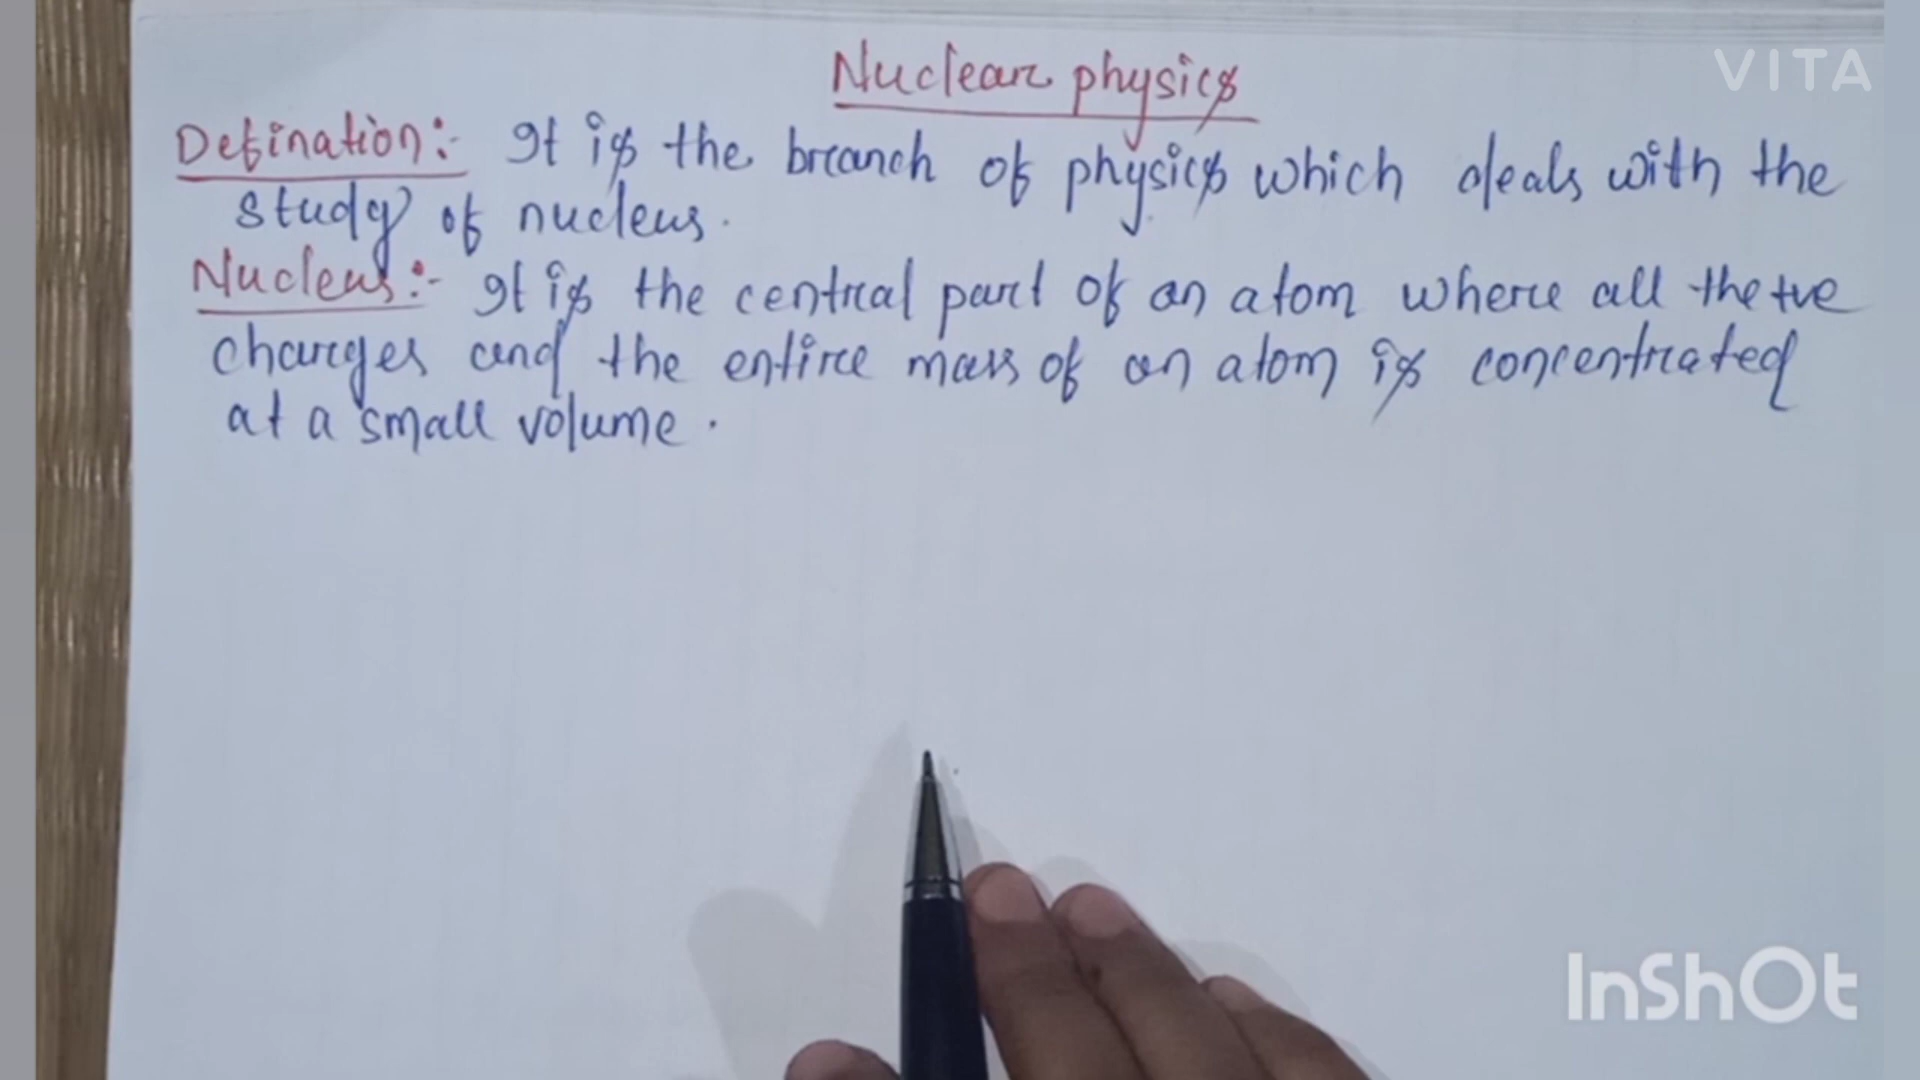 Nuclear physics
VITA
Defination:- It is the branch of physics which deals with the
study of nucleus.
Nucleus:- It is the central part of an atom where all the +ve
charges and the entire mass of an atom is concentrated
at a small volume.
InShOt